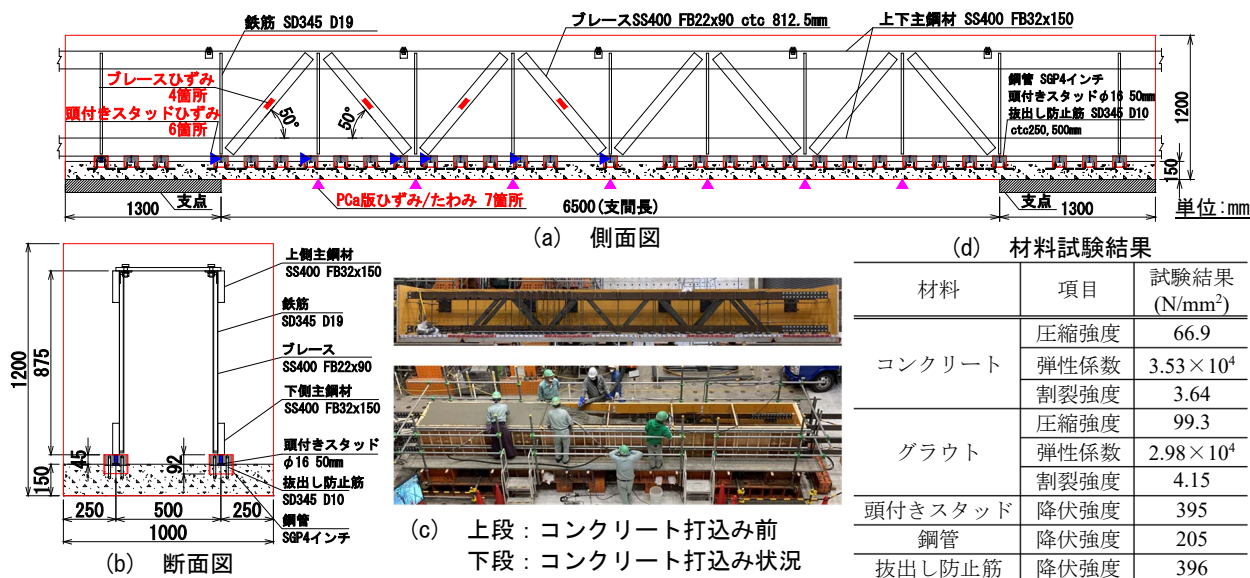 鉄筋 SD345 D19
ブレースSS400 FB22x90 ctc 812.5mm
上下主鋼材 SS400 FB32x150
ブレースひずみ
4箇所
頭付きスタッドひずみ
6箇所
50°
50°
鋼管 SGP4インチ
頭付きスタッドφ16 50mm
抜出し防止筋 SD345 D10
ctc250,500mm
1200
150
支点
PCa版ひずみ/たわみ 7箇所
支点
1300
6500(支間長)
1300
単位:mm
(a) 側面図
上側主鋼材
SS400 FB32x150
鉄筋
SD345 D19
ブレース
SS400 FB22x90
下側主鋼材
SS400 FB32x150
頭付きスタッド
φ16 50mm
抜出し防止筋
SD345 D10
鋼管
SGP4インチ
1200
875
45
92
150
250
500
250
1000
(b) 断面図
(c) 上段：コンクリート打込み前
下段：コンクリート打込み状況
(d) 材料試験結果
材料 項目 試験結果
(N/mm²)
コンクリート 圧縮強度 66.9
弾性係数 3.53×10⁴
割裂強度 3.64
グラウト 圧縮強度 99.3
弾性係数 2.98×10⁴
割裂強度 4.15
頭付きスタッド 降伏強度 395
鋼管 降伏強度 205
抜出し防止筋 降伏強度 396